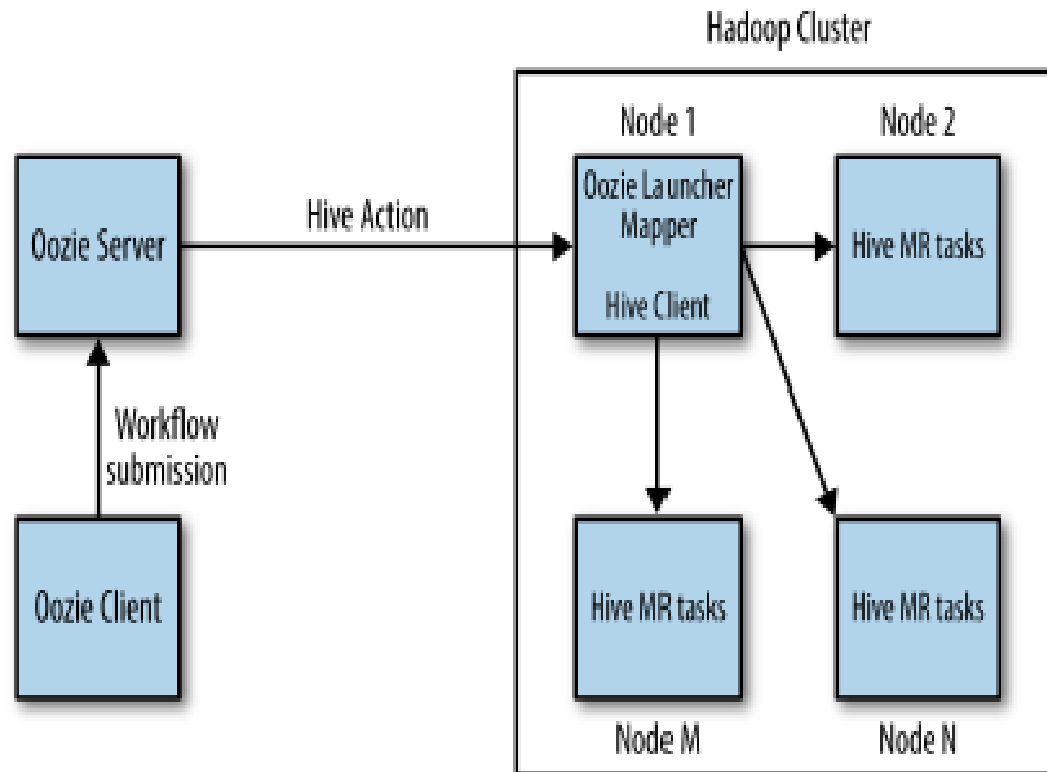 Hadoop Cluster
Node 1
Node 2
Oozie Server
Hive Action
Oozie Launcher
Mapper
Hive Client
Hive MR tasks
Workflow
submission
Oozie Client
Hive MR tasks
Hive MR tasks
Node M
Node N